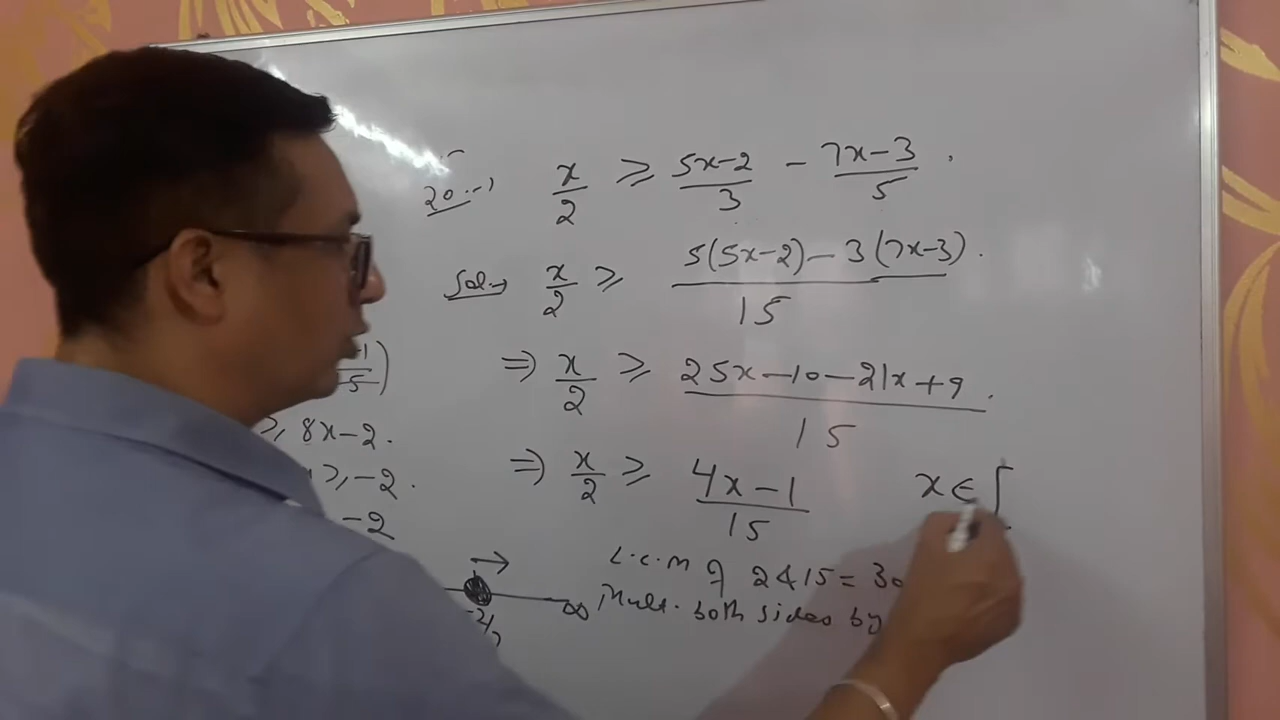 20:→ x/2 ≥ (5x-2)/3 - (7x-3)/5 .
Sol→ x/2 ≥ (5(5x-2)-3(7x-3))/15 .
⇒ x/2 ≥ (25x-10-21x+9)/15 .
⇒ x/2 ≥ (4x-1)/15
L.C.M of 2 & 15 = 30
Mult. both sides by
x ∈ [
≥, 8x-2.
≥, -2.
-2
∞